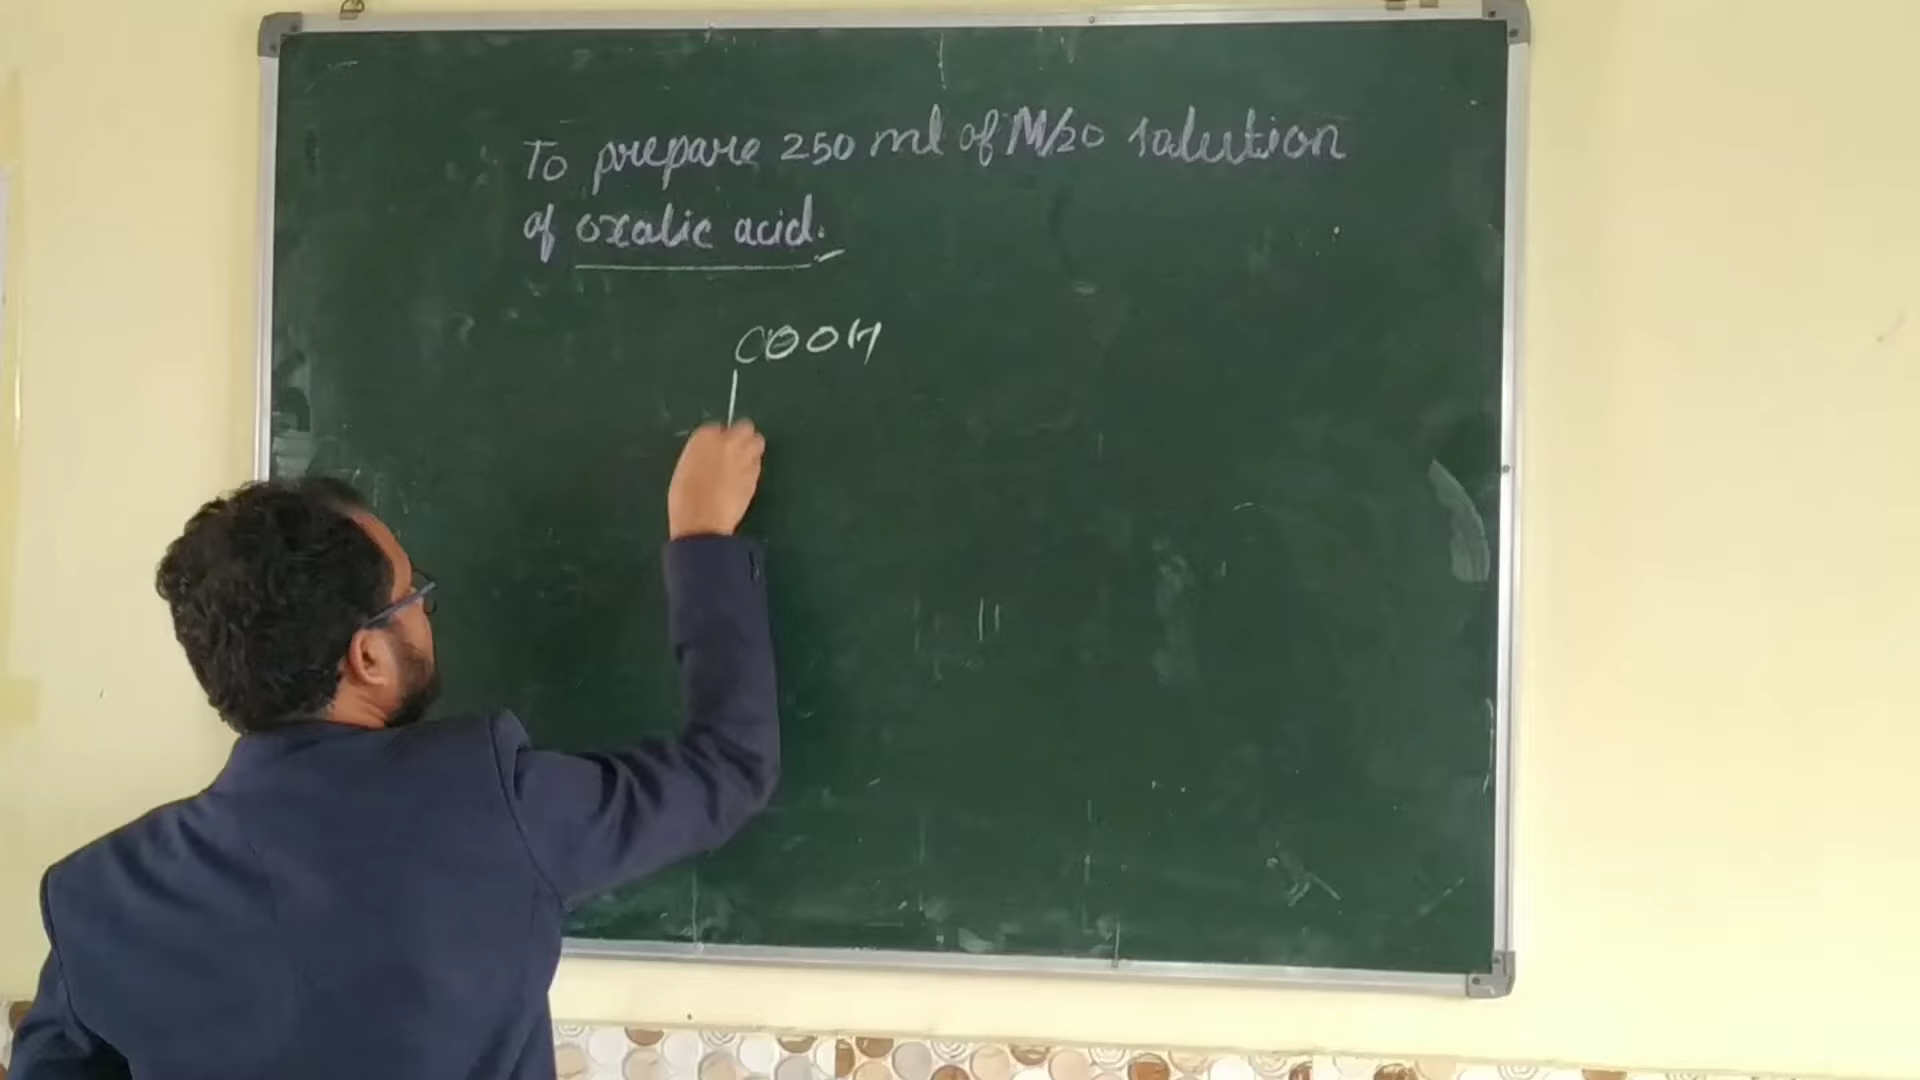 To prepare 250 ml of M/20 solution
of oxalic acid.
COOH